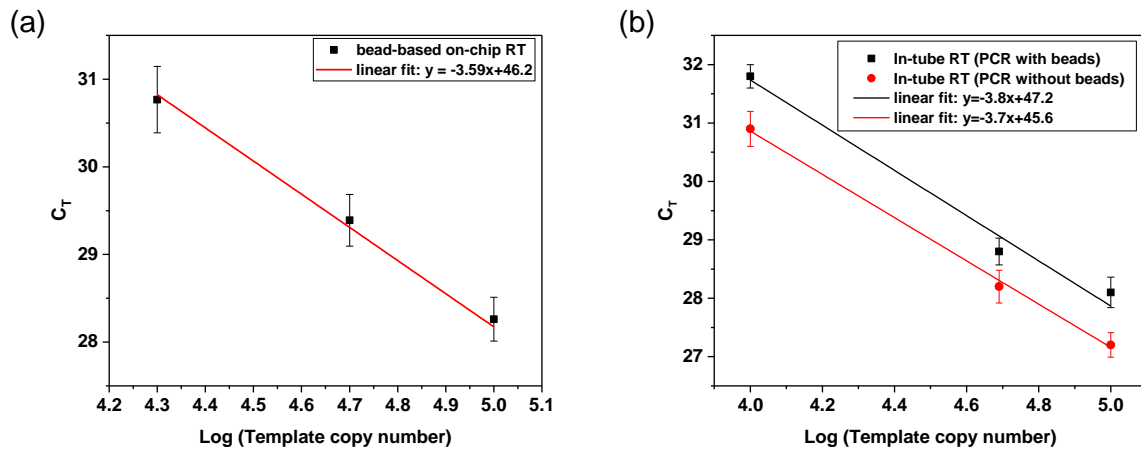 (a)
bead-based on-chip RT
linear fit: y = -3.59x+46.2
31
30
29
28
C_T
4.2 4.3 4.4 4.5 4.6 4.7 4.8 4.9 5.0 5.1
Log (Template copy number)
(b)
In-tube RT (PCR with beads)
In-tube RT (PCR without beads)
linear fit: y=-3.8x+47.2
linear fit: y=-3.7x+45.6
32
31
30
29
28
27
C_T
4.0 4.2 4.4 4.6 4.8 5.0
Log (Template copy number)